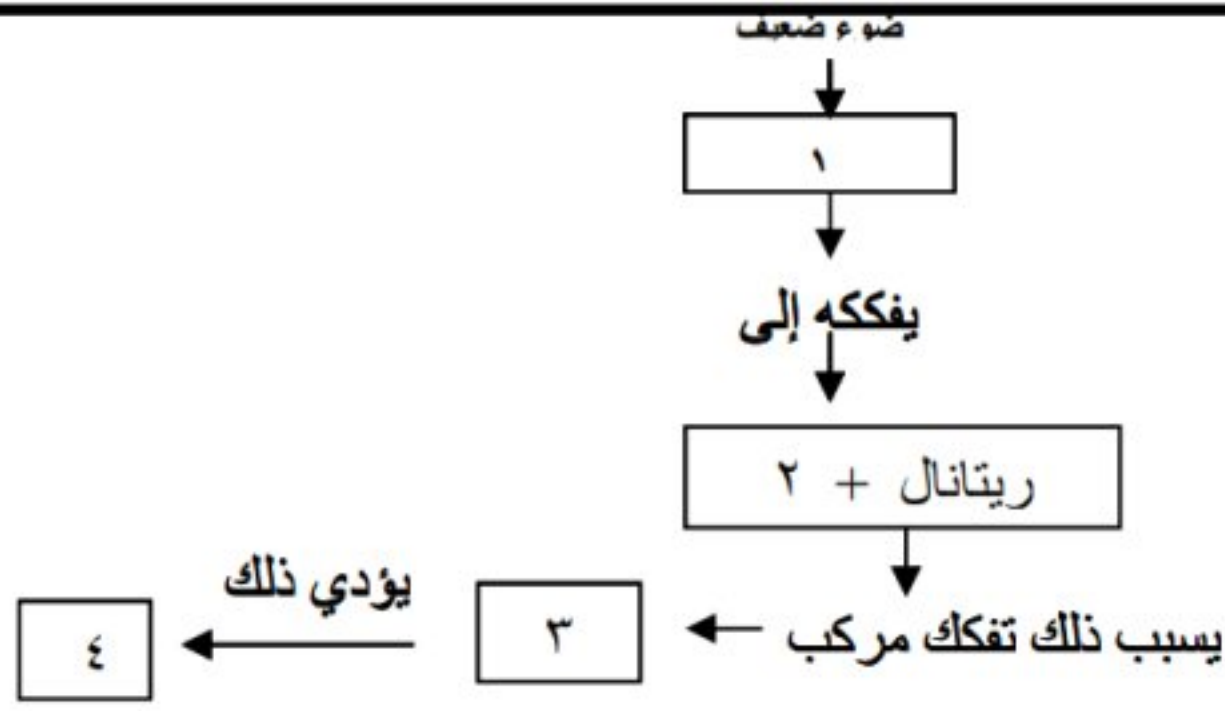 ضوء ضعيف
١
يفككه إلى
ريتانال + ٢
يسبب ذلك تفكك مركب
٣
يؤدي ذلك
٤